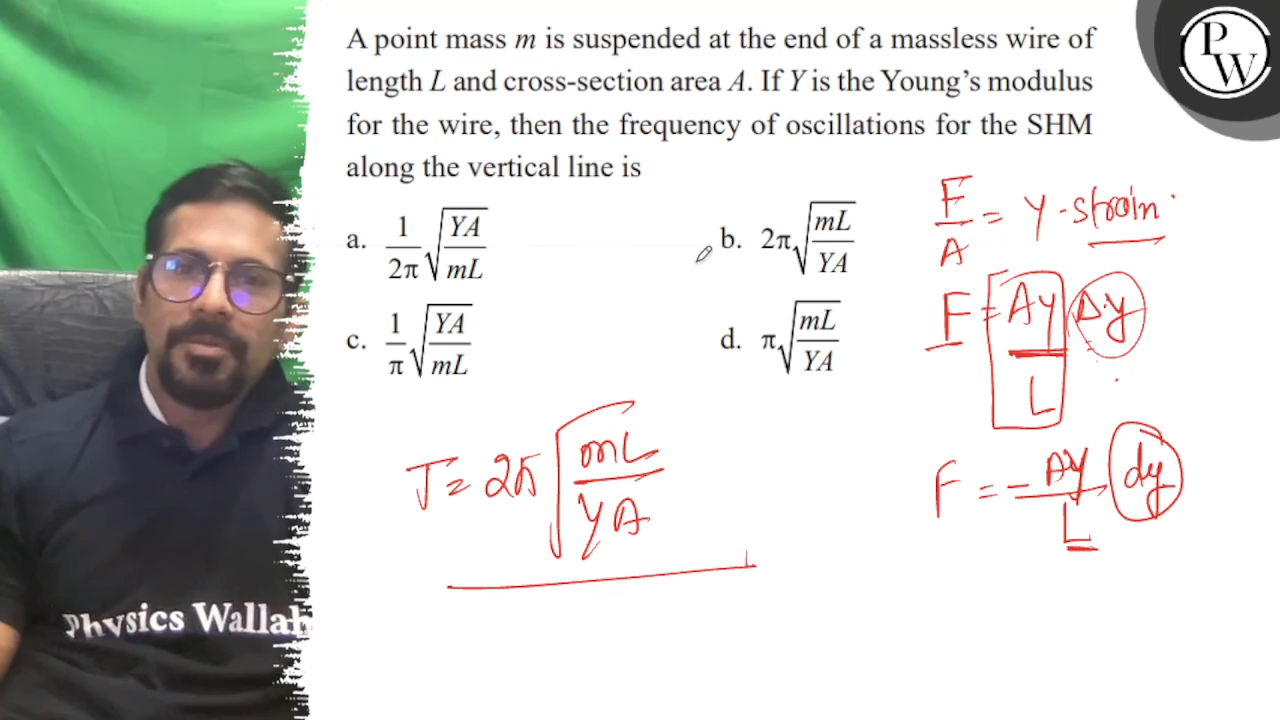 A point mass m is suspended at the end of a massless wire of
length L and cross-section area A. If Y is the Young's modulus
for the wire, then the frequency of oscillations for the SHM
along the vertical line is
a. 1/2π √(YA/mL)
b. 2π√(mL/YA)
c. 1/π √(YA/mL)
d. π√(mL/YA)
F/A = Y · strain
F = AY/L Δy
F = - AY/L dy
T = 2π √(mL/YA)
PW
Physics Wallah